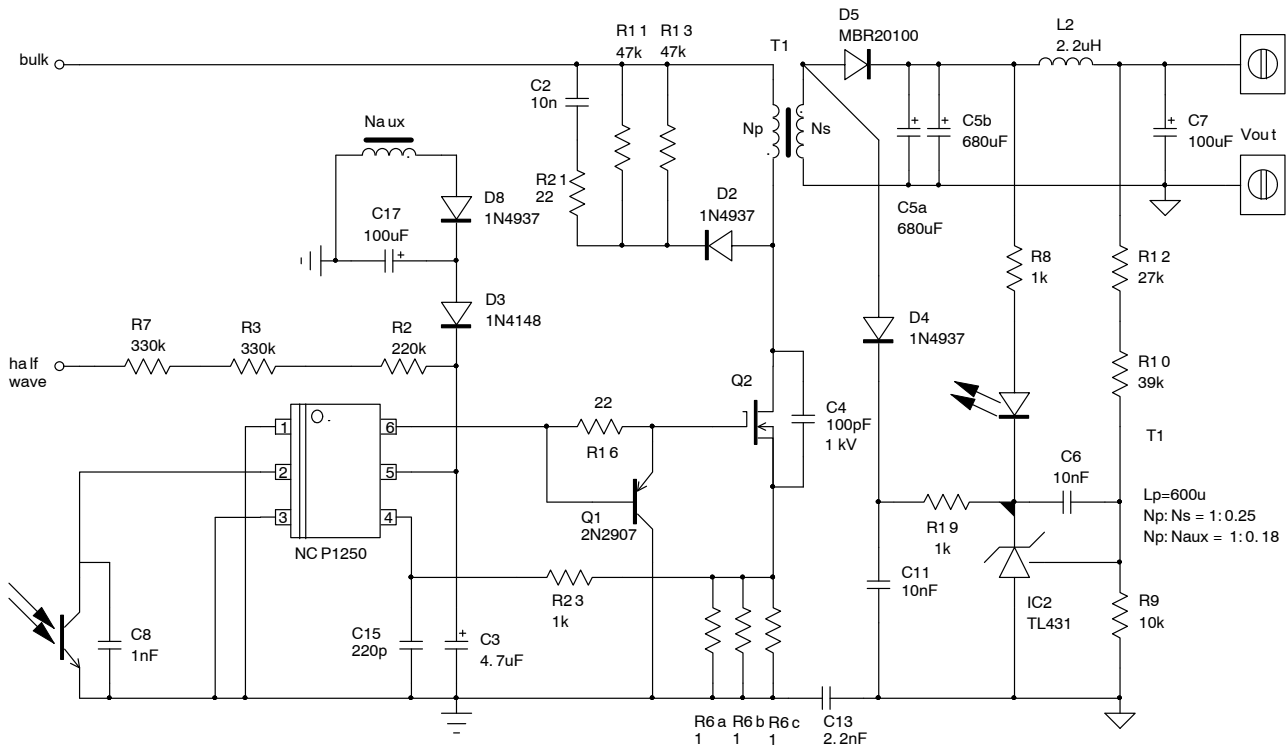 bulk
R11
47k
R13
47k
C2
10n
R21
22
Naux
D8
1N4937
C17
100uF
+
D2
1N4937
T1
Np
Ns
D5
MBR20100
L2
2.2uH
+
+
C5b
680uF
C5a
680uF
+
C7
100uF
Vout
D3
1N4148
R7
330k
R3
330k
R2
220k
half
wave
R8
1k
R12
27k
D4
1N4937
R10
39k
Q2
C4
100pF
1 kV
22
R16
T1
1
2
3
6
5
4
NCP1250
Q1
2N2907
C6
10nF
R19
1k
Lp=600u
Np:Ns = 1:0.25
Np:Naux = 1:0.18
R23
1k
C11
10nF
IC2
TL431
R9
10k
C8
1nF
C15
220p
+
C3
4.7uF
R6a
1
R6b
1
R6c
1
C13
2.2nF